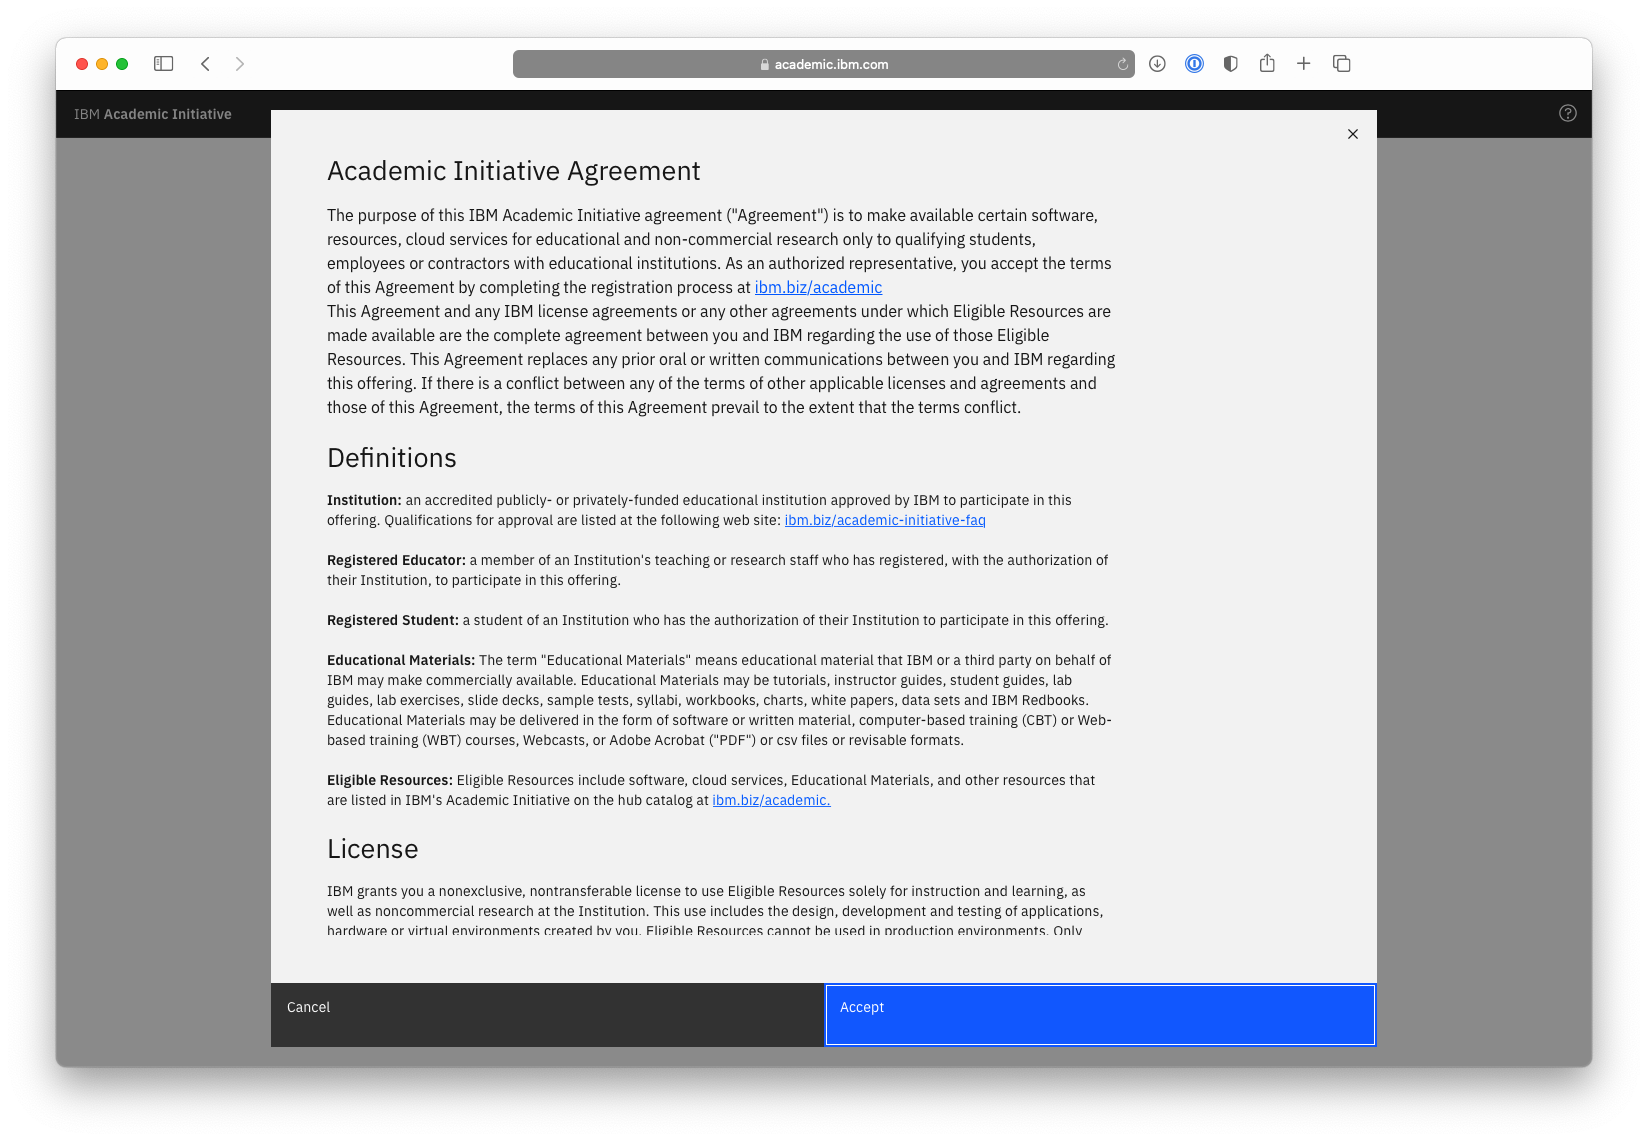 academic.ibm.com
IBM Academic Initiative
Academic Initiative Agreement
The purpose of this IBM Academic Initiative agreement ("Agreement") is to make available certain software,
resources, cloud services for educational and non-commercial research only to qualifying students,
employees or contractors with educational institutions. As an authorized representative, you accept the terms
of this Agreement by completing the registration process at ibm.biz/academic
This Agreement and any IBM license agreements or any other agreements under which Eligible Resources are
made available are the complete agreement between you and IBM regarding the use of those Eligible
Resources. This Agreement replaces any prior oral or written communications between you and IBM regarding
this offering. If there is a conflict between any of the terms of other applicable licenses and agreements and
those of this Agreement, the terms of this Agreement prevail to the extent that the terms conflict.
Definitions
Institution: an accredited publicly- or privately-funded educational institution approved by IBM to participate in this
offering. Qualifications for approval are listed at the following web site: ibm.biz/academic-initiative-faq
Registered Educator: a member of an Institution's teaching or research staff who has registered, with the authorization of
their Institution, to participate in this offering.
Registered Student: a student of an Institution who has the authorization of their Institution to participate in this offering.
Educational Materials: The term "Educational Materials" means educational material that IBM or a third party on behalf of
IBM may make commercially available. Educational Materials may be tutorials, instructor guides, student guides, lab
guides, lab exercises, slide decks, sample tests, syllabi, workbooks, charts, white papers, data sets and IBM Redbooks.
Educational Materials may be delivered in the form of software or written material, computer-based training (CBT) or Web-
based training (WBT) courses, Webcasts, or Adobe Acrobat ("PDF") or csv files or revisable formats.
Eligible Resources: Eligible Resources include software, cloud services, Educational Materials, and other resources that
are listed in IBM's Academic Initiative on the hub catalog at ibm.biz/academic.
License
IBM grants you a nonexclusive, nontransferable license to use Eligible Resources solely for instruction and learning, as
well as noncommercial research at the Institution. This use includes the design, development and testing of applications,
hardware or virtual environments created by you. Eligible Resources cannot be used in production environments. Only
Cancel
Accept